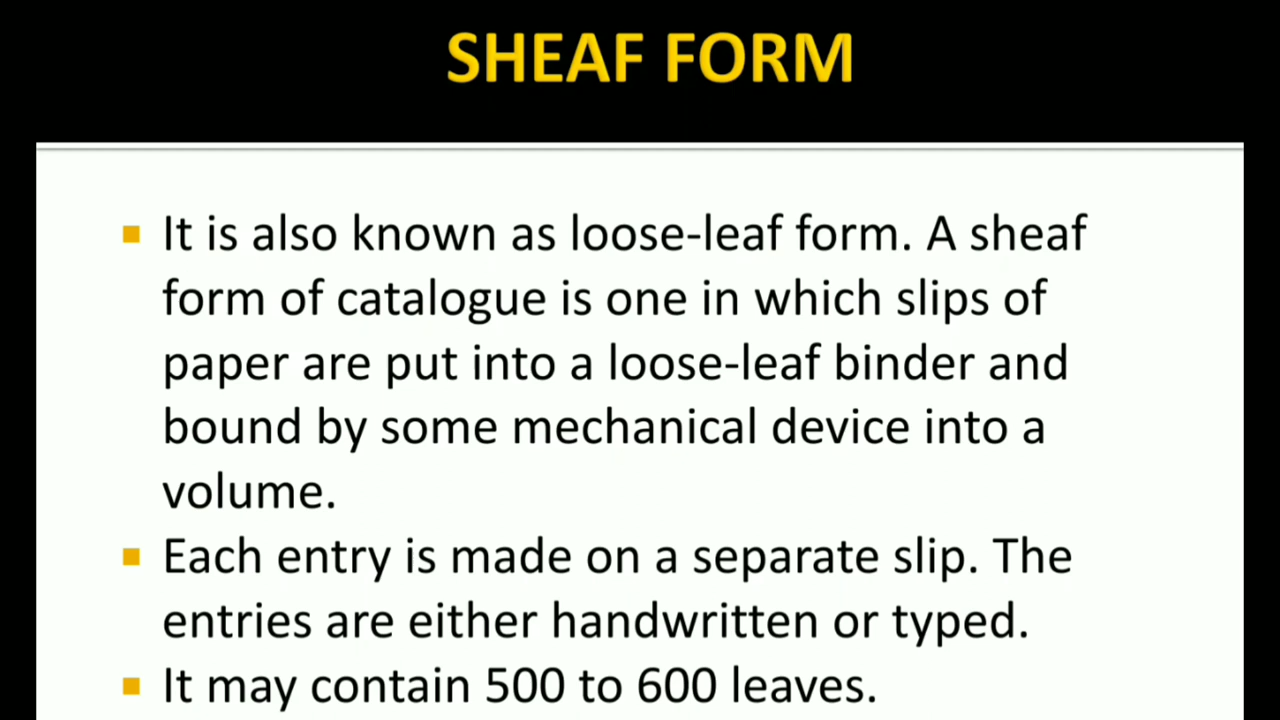 SHEAF FORM
It is also known as loose-leaf form. A sheaf
form of catalogue is one in which slips of
paper are put into a loose-leaf binder and
bound by some mechanical device into a
volume.
Each entry is made on a separate slip. The
entries are either handwritten or typed.
It may contain 500 to 600 leaves.